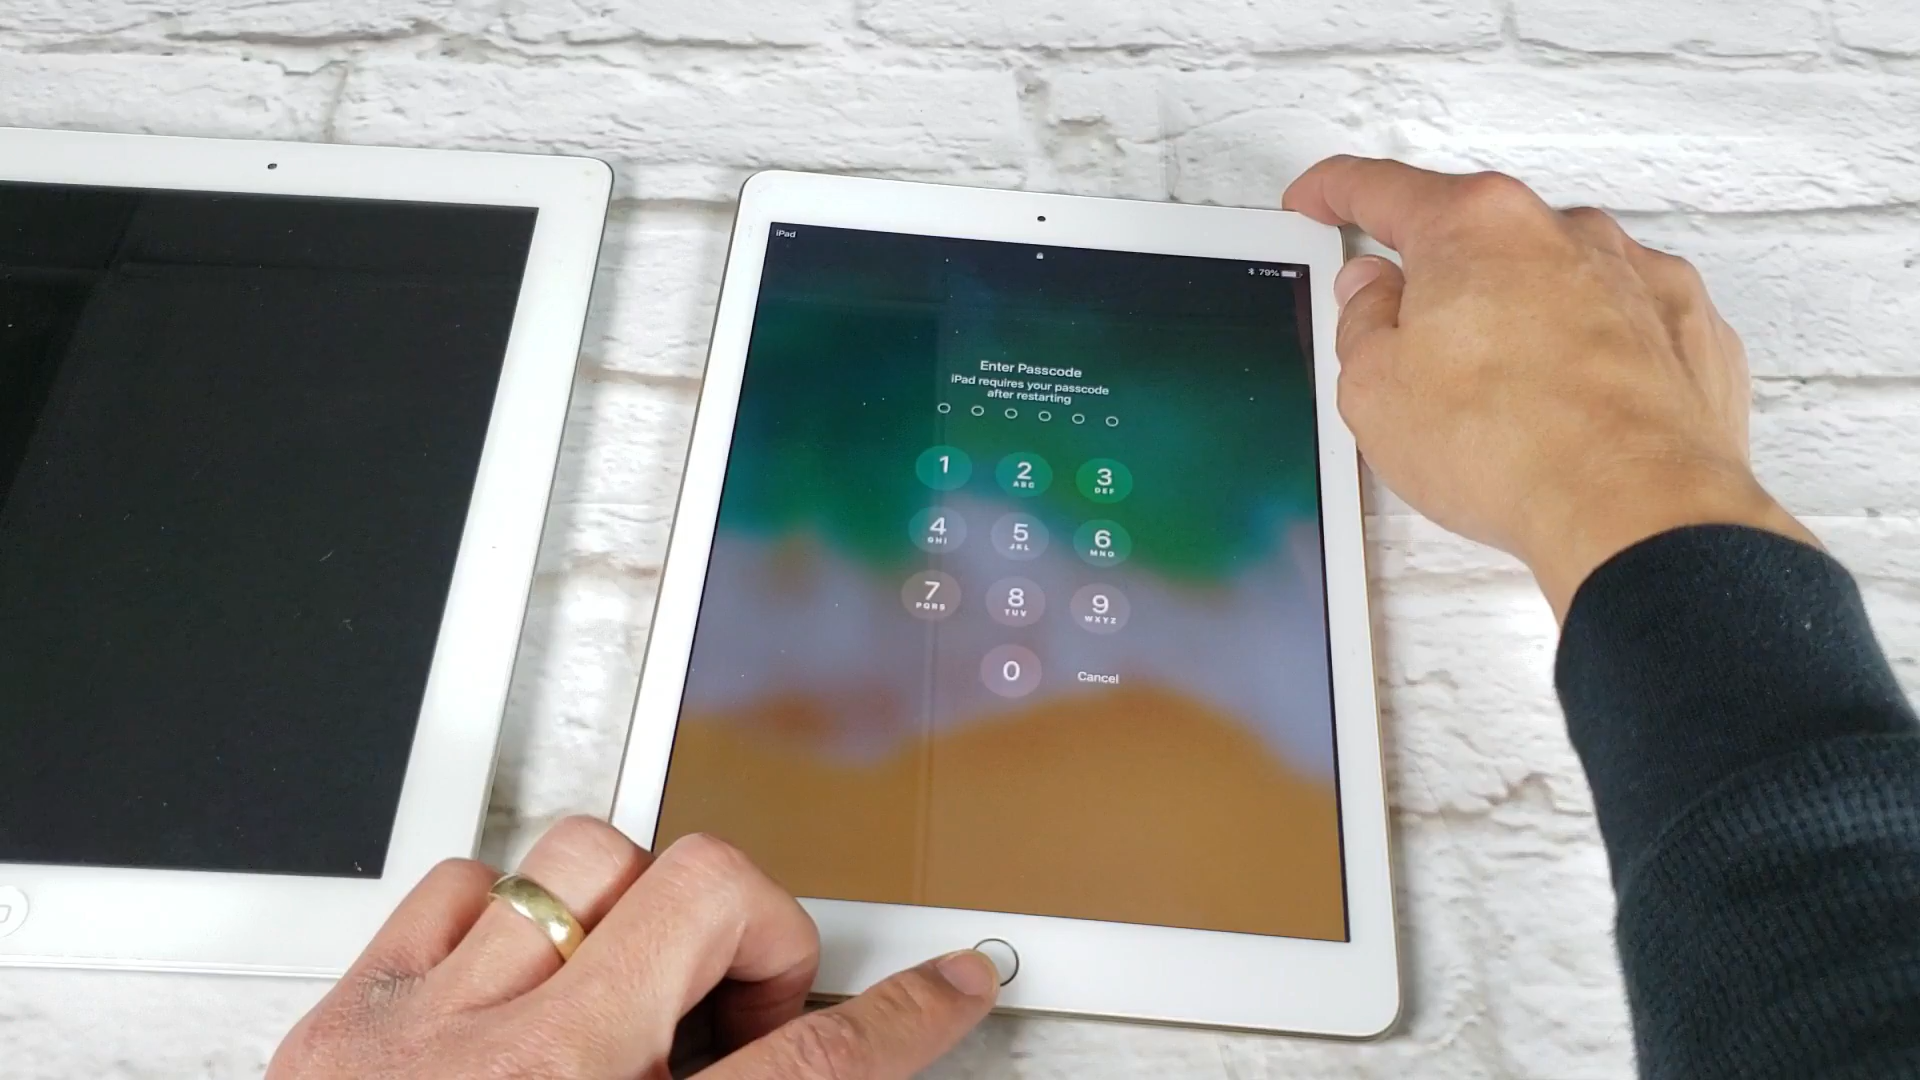 iPad
79%
Enter Passcode
iPad requires your passcode
after restarting
1
2
ABC
3
DEF
4
GHI
5
JKL
6
MNO
7
PQRS
8
TUV
9
WXYZ
0
Cancel